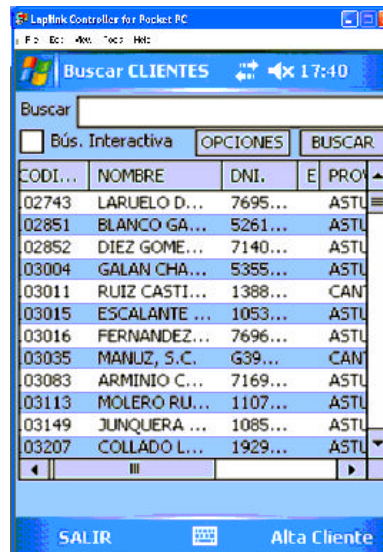 Laplink Controller for Pocket PC
Buscar CLIENTES 17:40
Buscar
Bús. Interactiva OPCIONES BUSCAR
CODI... NOMBRE DNI. E PROV
02743 LARUELO D... 7695... ASTU
02851 BLANCO GA... 5261... ASTU
02852 DIEZ GOME... 7140... ASTU
03004 GALAN CHA... 5355... ASTU
03011 RUIZ CASTI... 1388... CANT
03015 ESCALANTE ... 1053... ASTU
03016 FERNANDEZ... 7696... ASTU
03035 MANUZ, S.C. G39... CANT
03083 ARMINIO C... 7169... ASTU
03113 MOLERO RU... 1107... ASTU
03149 JUNQUERA ... 1085... ASTU
03207 COLLADO L... 1929... ASTU
SALIR Alta Cliente